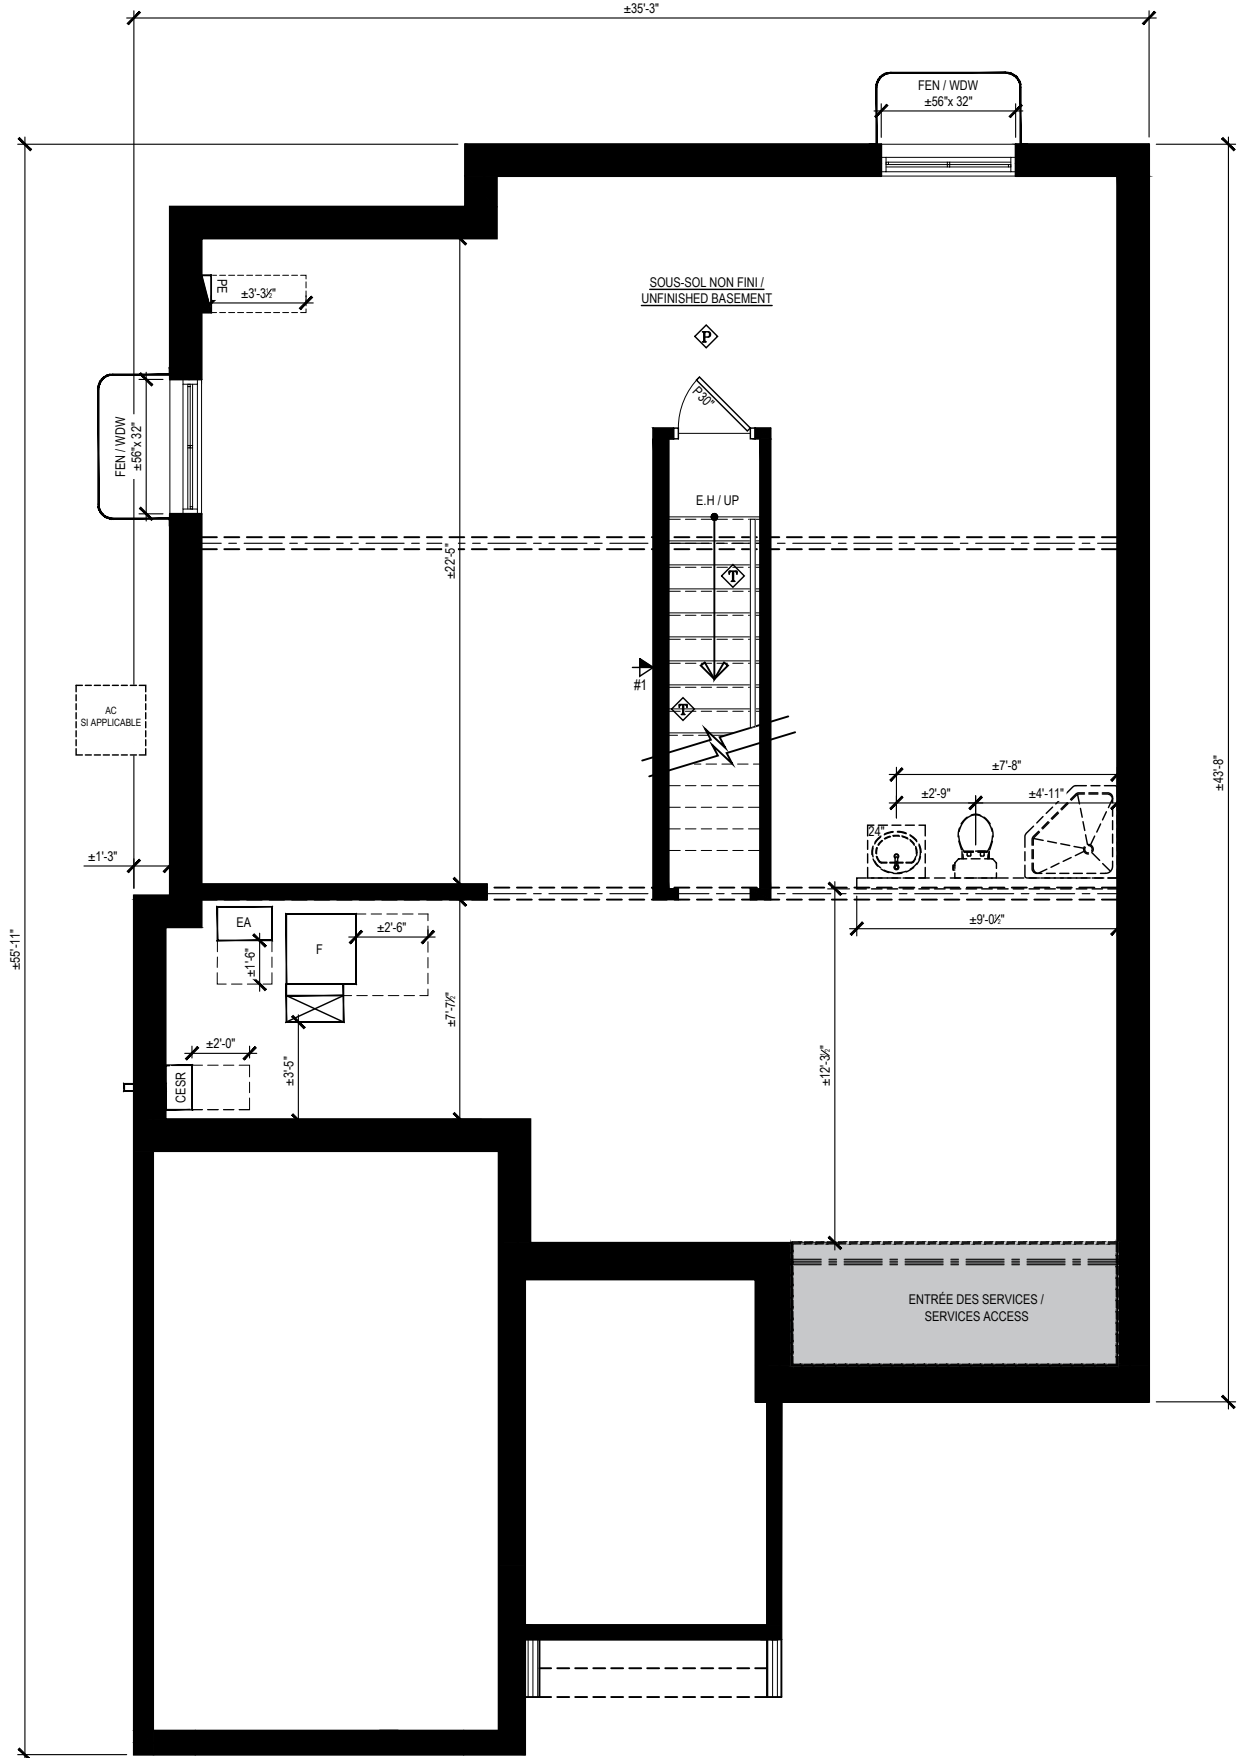 ±35'-3"
FEN / WDW
±56"x 32"
SOUS-SOL NON FINI /
UNFINISHED BASEMENT
P
PE
±3'-3½"
P30"
FEN / WDW
±56"x 32"
E.H / UP
±22'-5"
T
#1
T
AC
SI APPLICABLE
±7'-8"
±2'-9"
±4'-11"
24"
±43'-8"
±1'-3"
±9'-0½"
EA
F
±2'-6"
±1'-6"
±55'-11"
±7'-7½"
±2'-0"
±3'-5"
CESR
±12'-3½"
ENTRÉE DES SERVICES /
SERVICES ACCESS